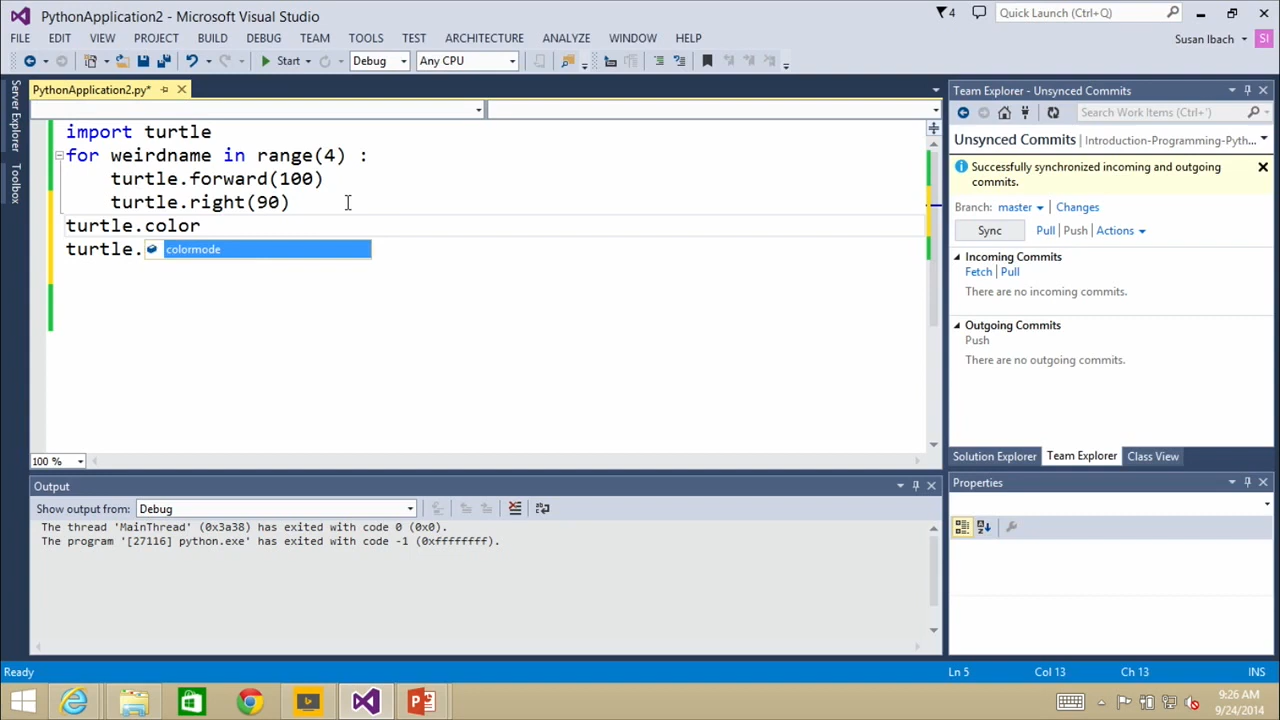 PythonApplication2 - Microsoft Visual Studio
4
Quick Launch (Ctrl+Q)
FILE EDIT VIEW PROJECT BUILD DEBUG TEAM TOOLS TEST ARCHITECTURE ANALYZE WINDOW HELP
Susan Ibach
SI
Start
Debug
Any CPU
Server Explorer
Toolbox
PythonApplication2.py*
import turtle
for weirdname in range(4) :
turtle.forward(100)
turtle.right(90)
turtle.color
turtle.
colormode
100 %
Output
Show output from: Debug
The thread 'MainThread' (0x3a38) has exited with code 0 (0x0).
The program '[27116] python.exe' has exited with code -1 (0xffffffff).
Team Explorer - Unsynced Commits
Search Work Items (Ctrl+')
Unsynced Commits Introduction-Programming-Pyth...
Successfully synchronized incoming and outgoing
commits.
Branch: master Changes
Sync Pull Push Actions
Incoming Commits
Fetch Pull
There are no incoming commits.
Outgoing Commits
Push
There are no outgoing commits.
Solution Explorer Team Explorer Class View
Properties
Ready Ln 5 Col 13 Ch 13 INS
9:26 AM
9/24/2014